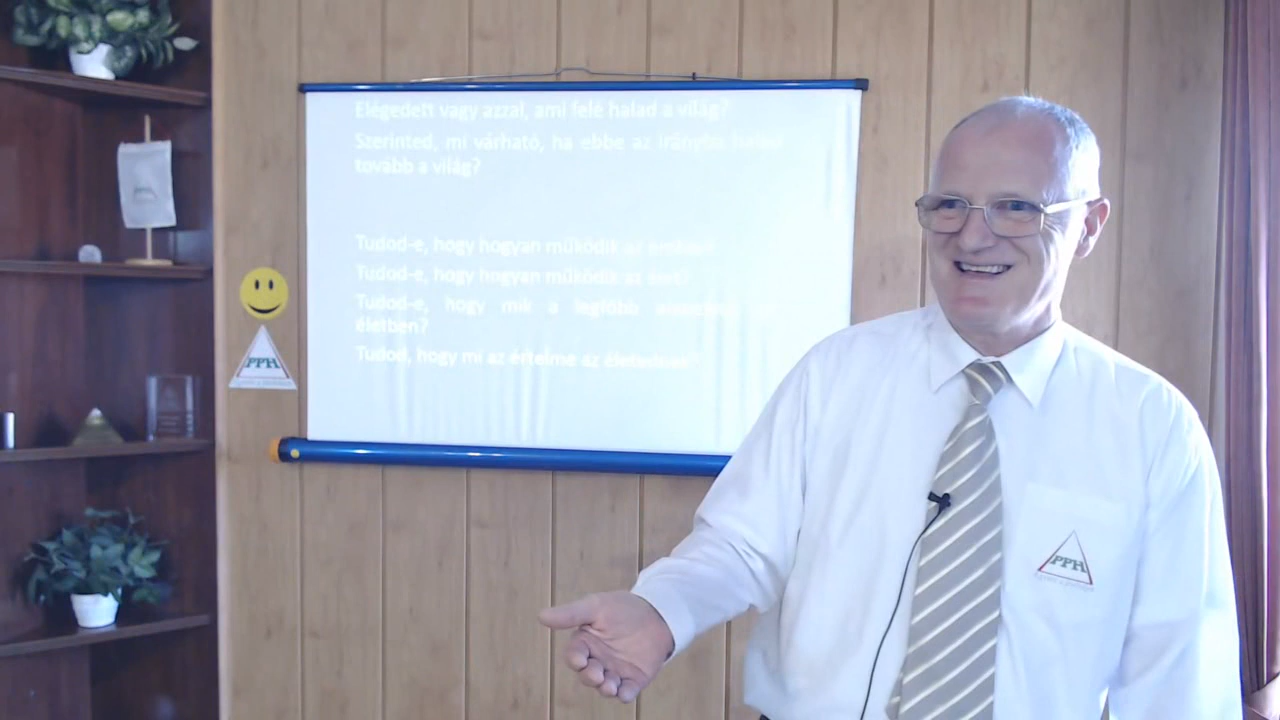 Elégedett vagy azzal, ami felé halad a világ?
Szerinted, mi várható, ha ebbe az irányba halad
tovább a világ?
Tudod-e, hogy hogyan működik az
Tudod-e, hogy hogyan működik az
Tudod-e, hogy mik a legfőbb
életben?
Tudod, hogy mi az értelme az
PPH
PPH